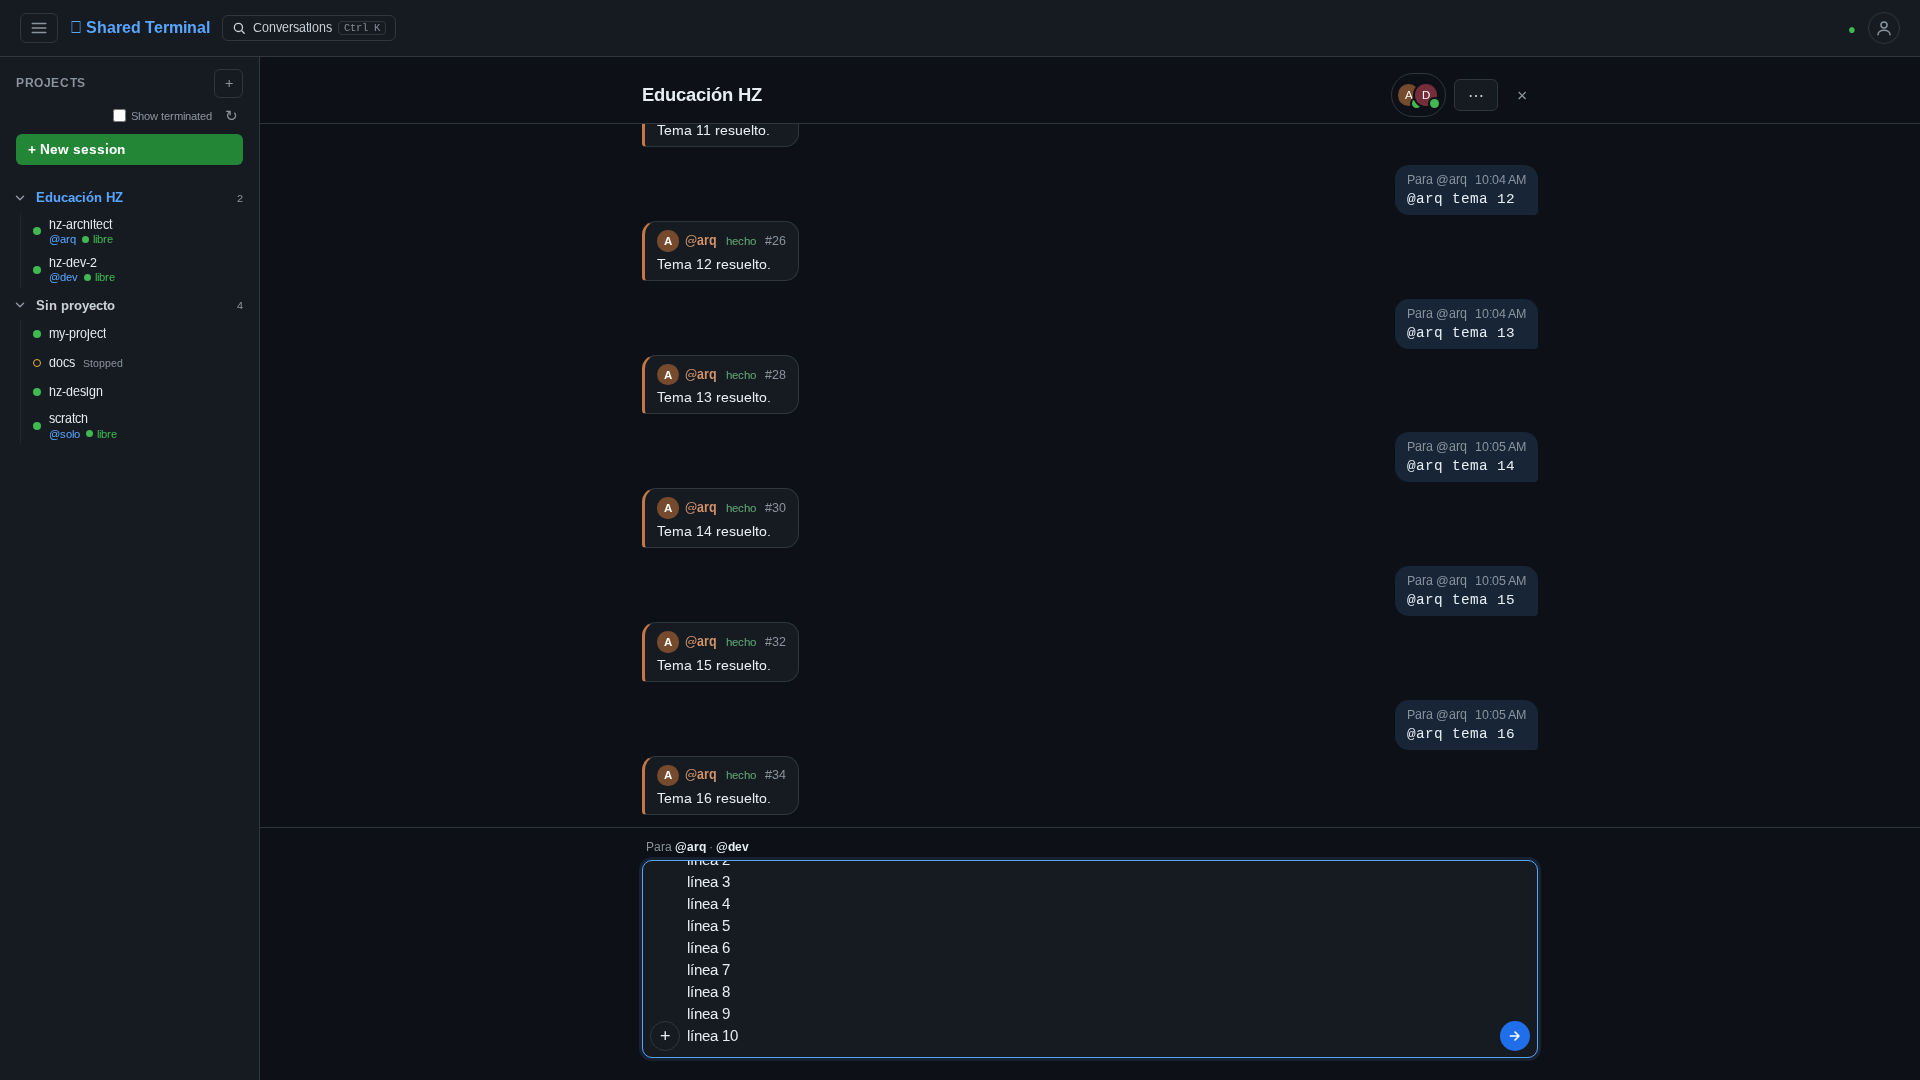 Shared Terminal
Conversations Ctrl K
PROJECTS
+
Show terminated ↻
+ New session
Educación HZ 2
hz-architect
@arq libre
hz-dev-2
@dev libre
Sin proyecto 4
my-project
docs Stopped
hz-design
scratch
@solo libre
Educación HZ
A D ⋯ ×
Tema 11 resuelto.
Para @arq 10:04 AM
@arq tema 12
A @arq hecho #26
Tema 12 resuelto.
Para @arq 10:04 AM
@arq tema 13
A @arq hecho #28
Tema 13 resuelto.
Para @arq 10:05 AM
@arq tema 14
A @arq hecho #30
Tema 14 resuelto.
Para @arq 10:05 AM
@arq tema 15
A @arq hecho #32
Tema 15 resuelto.
Para @arq 10:05 AM
@arq tema 16
A @arq hecho #34
Tema 16 resuelto.
Para @arq · @dev
línea 2
línea 3
línea 4
línea 5
línea 6
línea 7
línea 8
línea 9
línea 10
+